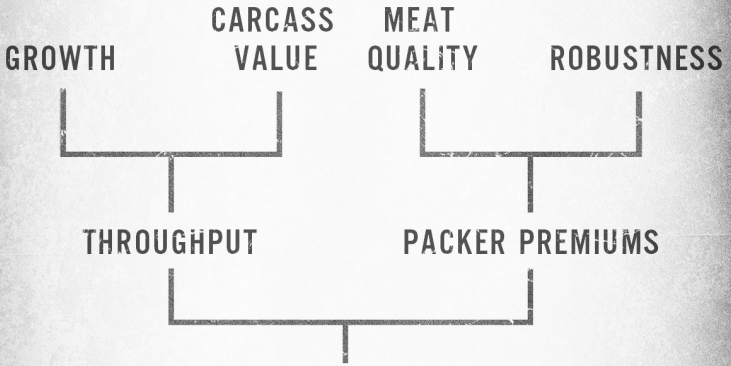 GROWTH
CARCASS
VALUE
MEAT
QUALITY
ROBUSTNESS
THROUGHPUT
PACKER PREMIUMS